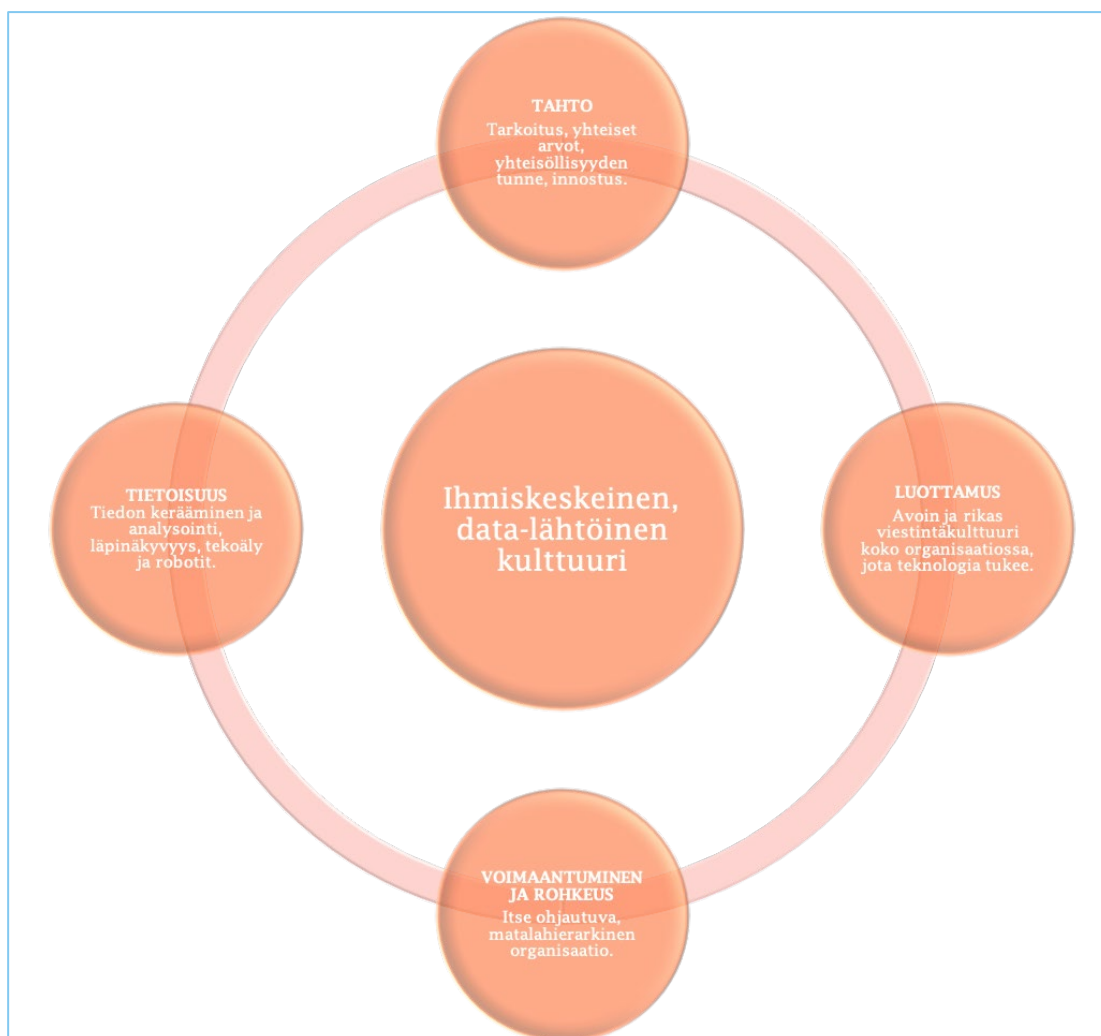 TAHTO
Tarkoitus, yhteiset
arvot,
yhteisöllisyyden
tunne, innostus.
TIETOISUUS
Tiedon kerääminen ja
analysointi,
läpinäkyvyys, tekoäly
ja robotit.
Ihmiskeskeinen,
data-lähtöinen
kulttuuri
LUOTTAMUS
Avoin ja rikas
viestintäkulttuuri
koko organisaatiossa,
jota teknologia tukee.
VOIMAANTUMINEN
JA ROHKEUS
Itse ohjautuva,
matalahierarkinen
organisaatio.